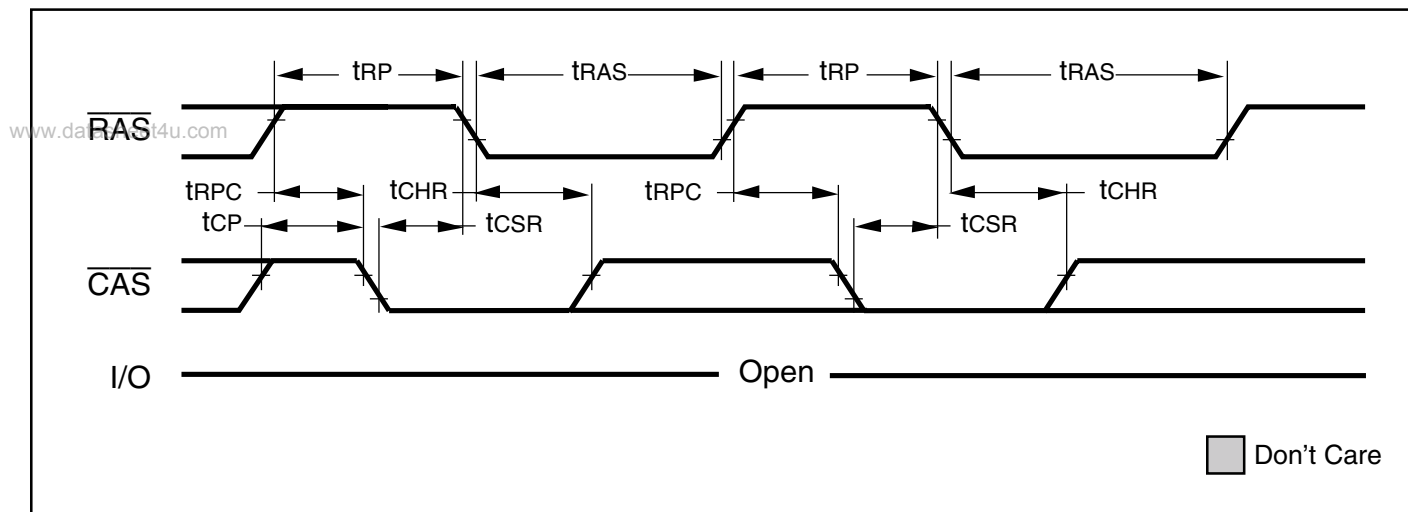 tRP tRAS tRP tRAS
RAS
www.datasheet4u.com
tRPC tCHR tRPC tCHR
tCP tCSR tCSR
CAS
I/O Open
Don't Care